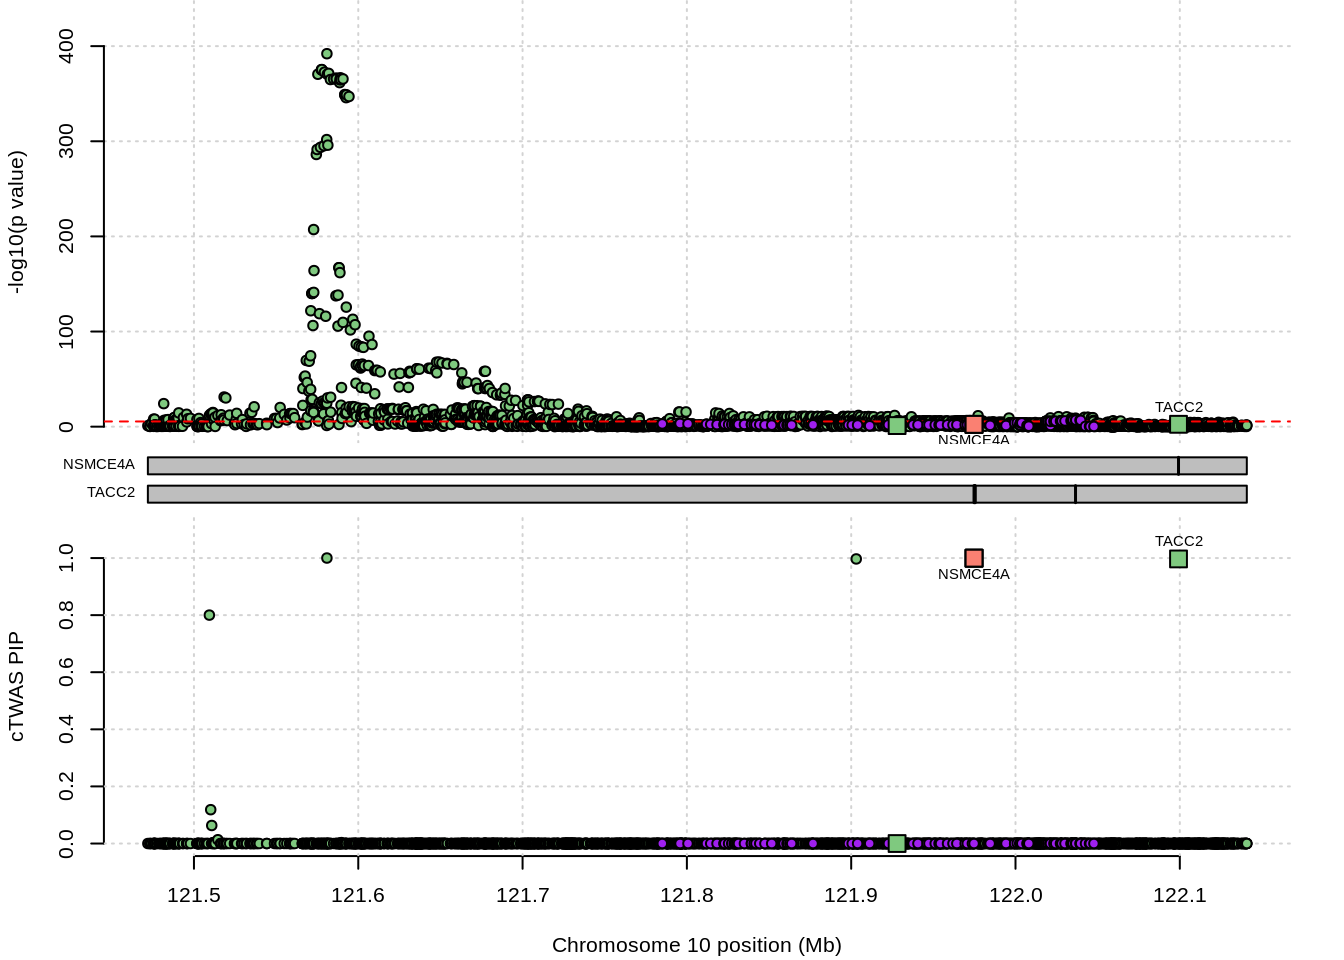 400
300
200
100
0
-log10(p value)
TACC2
NSMCE4A
NSMCE4A
TACC2
TACC2
NSMCE4A
1.0
0.8
0.6
0.4
0.2
0.0
cTWAS PIP
121.5 121.6 121.7 121.8 121.9 122.0 122.1
Chromosome 10 position (Mb)